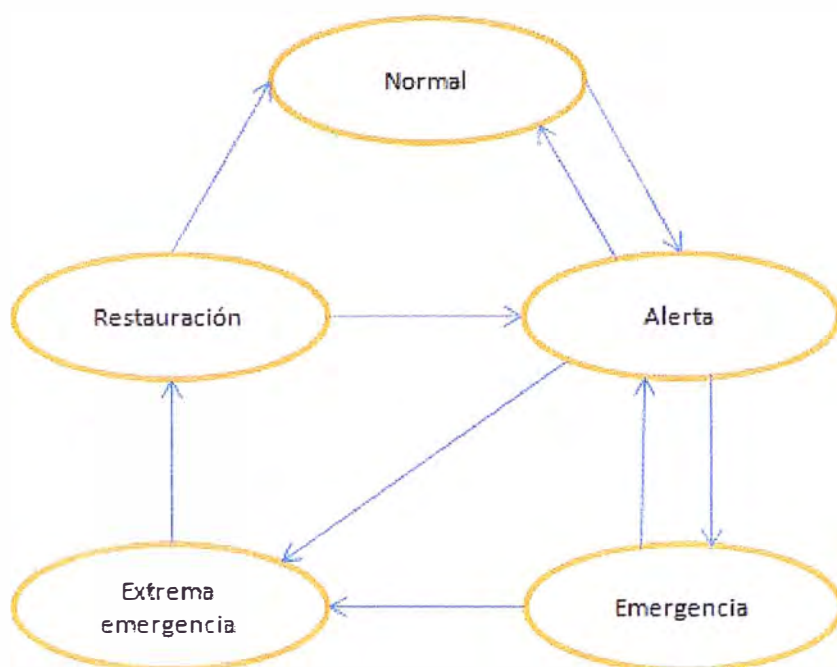 Normal
Restauración
Alerta
Extrema
emergencia
Emergencia